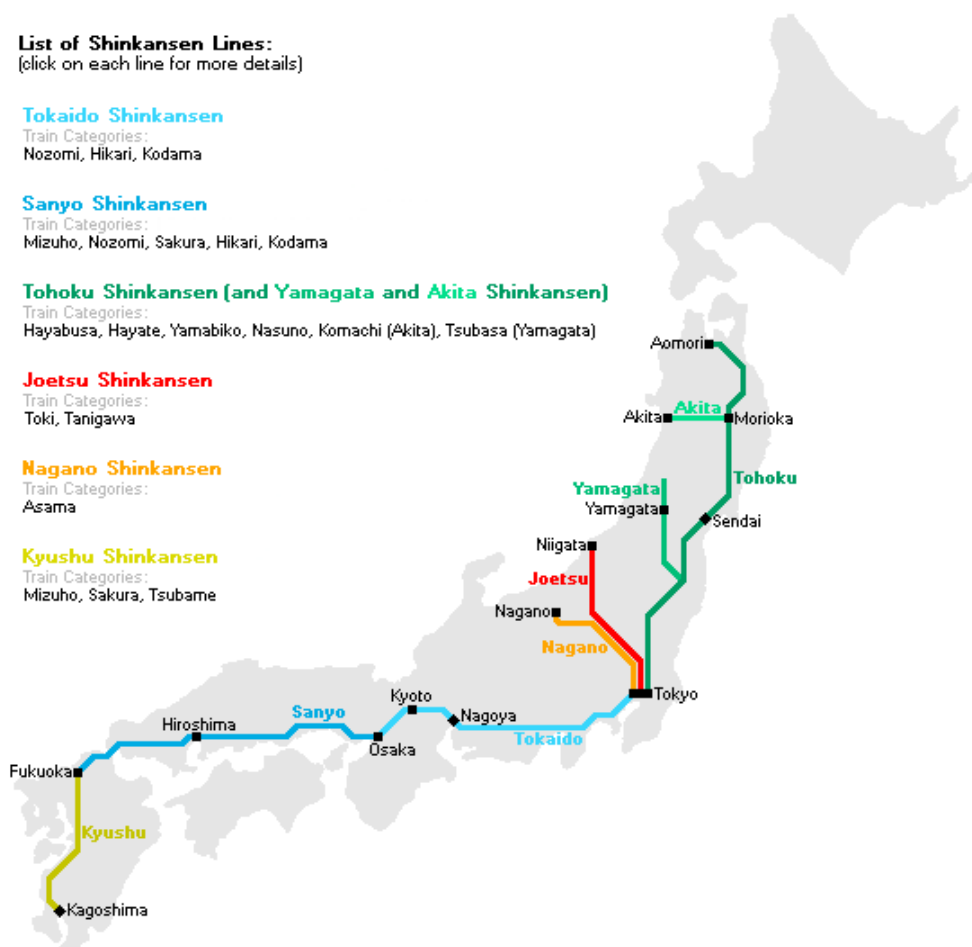 List of Shinkansen Lines:
(click on each line for more details)
Tokaido Shinkansen
Train Categories:
Nozomi, Hikari, Kodama
Sanyo Shinkansen
Train Categories:
Mizuho, Nozomi, Sakura, Hikari, Kodama
Tohoku Shinkansen (and Yamagata and Akita Shinkansen)
Train Categories:
Hayabusa, Hayate, Yamabiko, Nasuno, Komachi (Akita), Tsubasa (Yamagata)
Joetsu Shinkansen
Train Categories:
Toki, Tanigawa
Nagano Shinkansen
Train Categories:
Asama
Kyushu Shinkansen
Train Categories:
Mizuho, Sakura, Tsubame
Aomori
Akita
Akita
Morioka
Tohoku
Yamagata
Yamagata
Sendai
Niigata
Joetsu
Nagano
Nagano
Tokyo
Kyoto
Nagoya
Sanyo
Hiroshima
Osaka
Tokaido
Fukuoka
Kyushu
Kagoshima